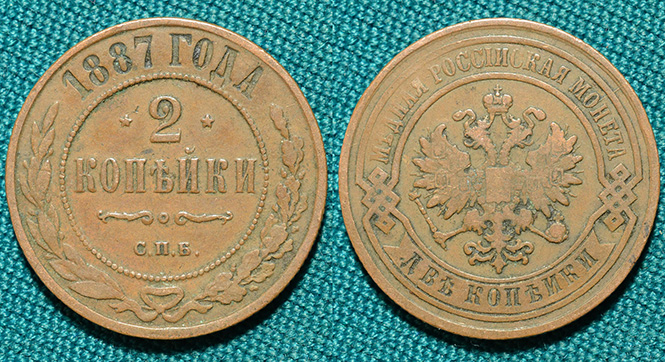 1887 ГОДА
2
КОПѢЙКИ
С.П.Б.
МѢДНАЯ РОССІЙСКАЯ МОНЕТА
ДВѢ КОПѢЙКИ